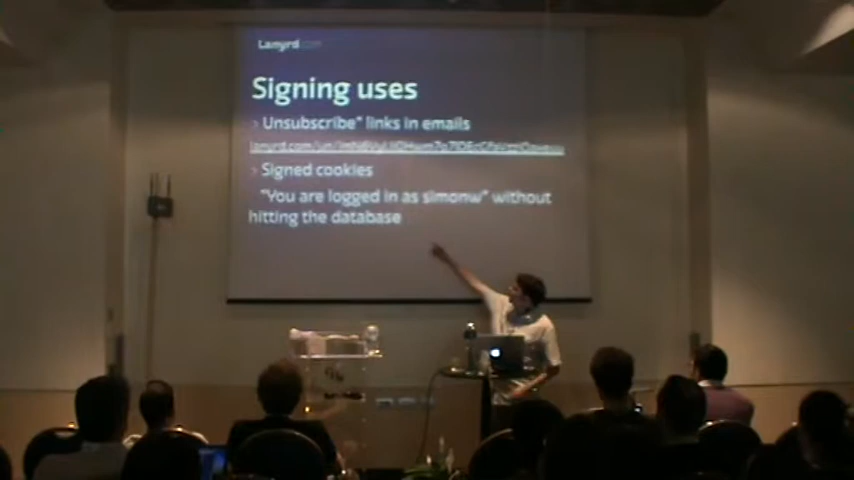 Lanyrd
Signing uses
› Unsubscribe" links in emails
› Signed cookies
"You are logged in as simonw" without
hitting the database